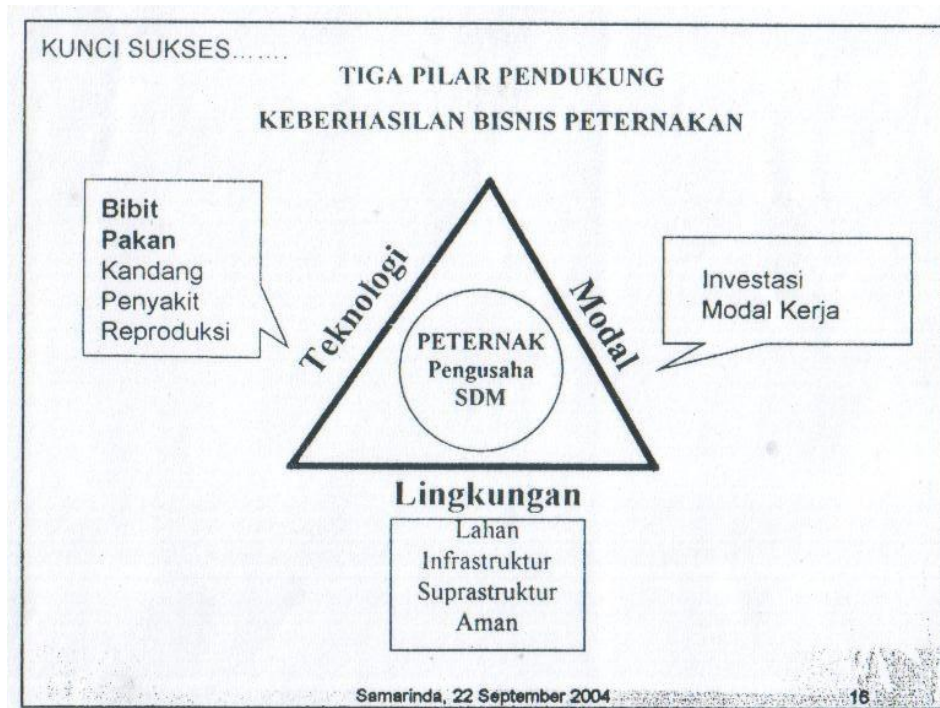 KUNCI SUKSES.......
TIGA PILAR PENDUKUNG
KEBERHASILAN BISNIS PETERNAKAN
Bibit
Pakan
Kandang
Penyakit
Reproduksi
Teknologi
Modal
Investasi
Modal Kerja
PETERNAK
Pengusaha
SDM
Lingkungan
Lahan
Infrastruktur
Suprastruktur
Aman
Samarinda, 22 September 2004
16